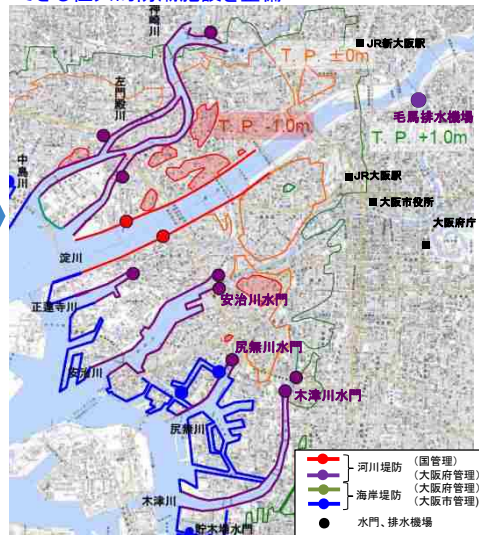 神崎川
JR新大阪駅
T. P. ±0m
左門殿川
毛馬排水機場
T. P. -1.0m
T. P. +1.0m
中島川
JR大阪駅
大阪市役所
大阪府庁
淀川
正蓮寺川
安治川水門
尻無川水門
安治川
木津川水門
尻無川
木津川
貯木場水門
河川堤防 (国管理)
(大阪府管理)
海岸堤防 (大阪府管理)
(大阪市管理)
水門、排水機場